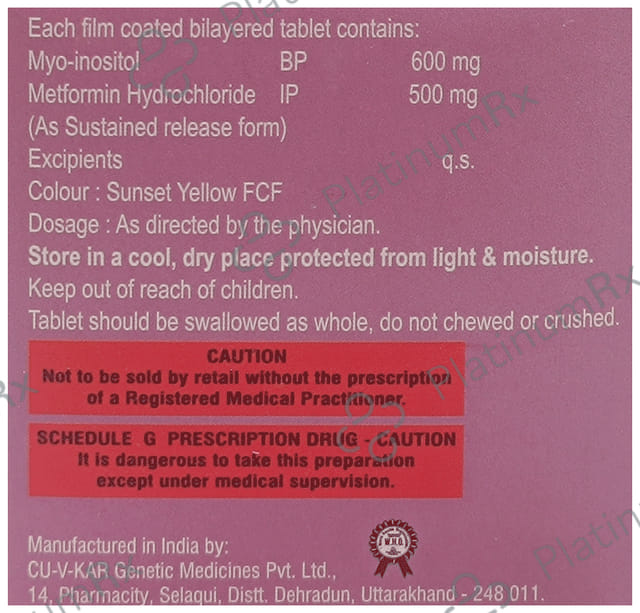 Each film coated bilayered tablet contains:
Myo-inositol BP 600 mg
Metformin Hydrochloride IP 500 mg
(As Sustained release form)
Excipients q.s.
Colour : Sunset Yellow FCF
Dosage : As directed by the physician.
Store in a cool, dry place protected from light & moisture.
Keep out of reach of children.
Tablet should be swallowed as whole, do not chewed or crushed.
CAUTION
Not to be sold by retail without the prescription
of a Registered Medical Practitioner.
SCHEDULE G PRESCRIPTION DRUG - CAUTION
It is dangerous to take this preparation
except under medical supervision.
W.H.O.
Manufactured in India by:
CU-V-KAR Genetic Medicines Pvt. Ltd.,
14, Pharmacity, Selaqui, Distt. Dehradun, Uttarakhand - 248 011.
PlatinumRx
PlatinumRx
PlatinumRx